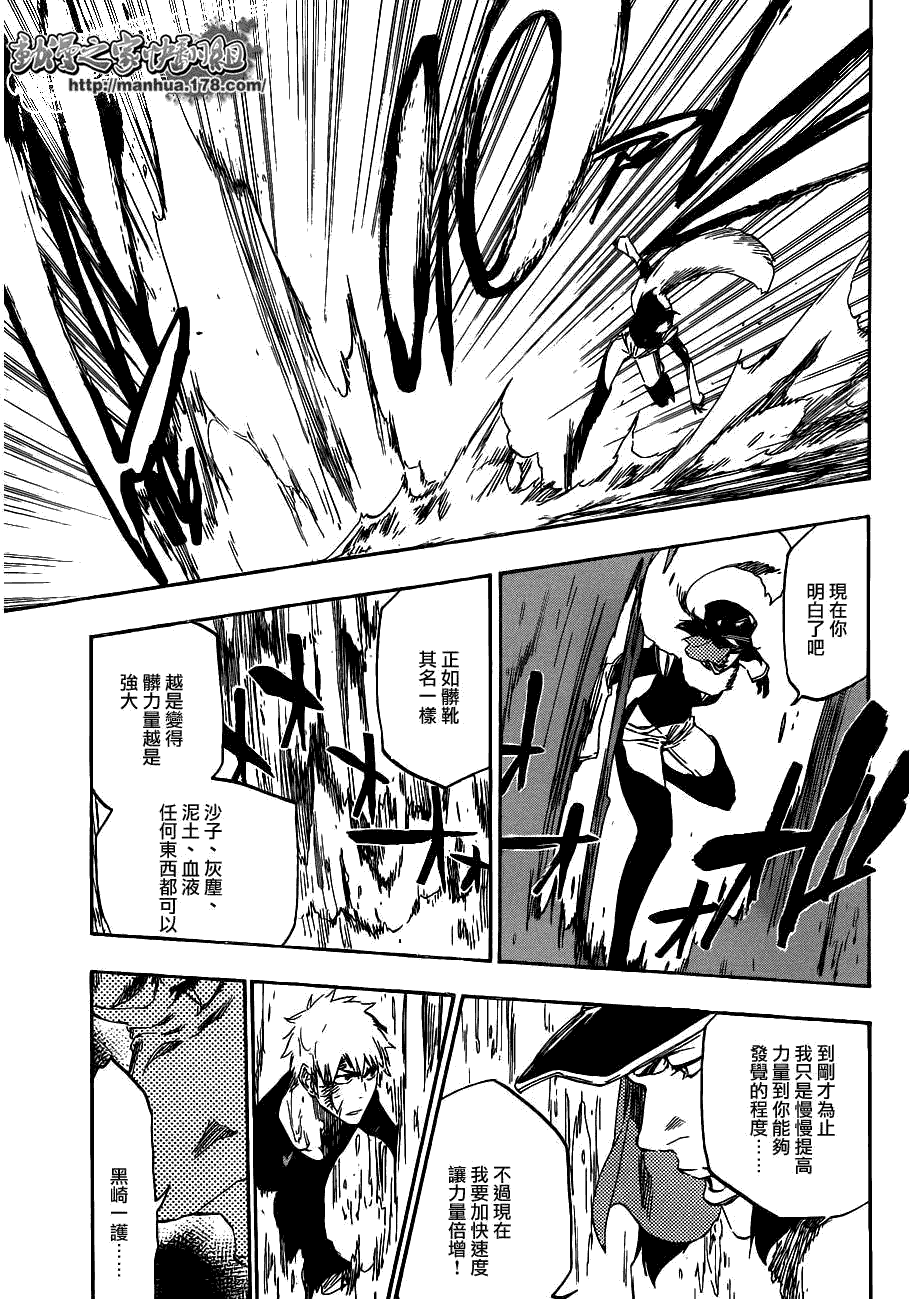 動漫之家快翻組
http://manhua.178.com/
現在你
明白了吧
正如髒靴
其名一樣
越是變得
髒力量越是
強大
沙子、灰塵、
泥土、血液
任何東西都可以
到剛才為止
我只是慢慢提高
力量到你能夠
發覺的程度……
不過現在
我要加快速度
讓力量倍增！
黑崎一護……